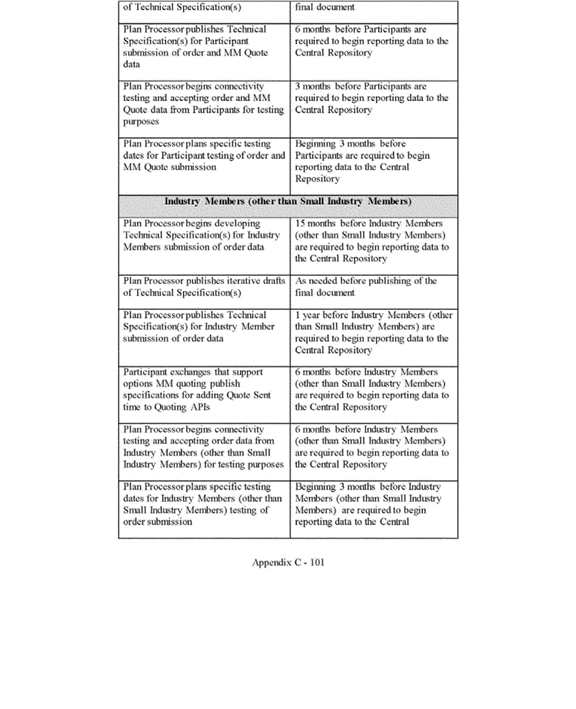 of Technical Specification(s)
final document
Plan Processor publishes Technical
Specification(s) for Participant
submission of order and MM Quote
data
6 months before Participants are
required to begin reporting data to the
Central Repository
Plan Processor begins connectivity
testing and accepting order and MM
Quote data from Participants for testing
purposes
3 months before Participants are
required to begin reporting data to the
Central Repository
Plan Processor plans specific testing
dates for Participant testing of order and
MM Quote submission
Beginning 3 months before
Participants are required to begin
reporting data to the Central
Repository
Industry Members (other than Small Industry Members)
Plan Processor begins developing
Technical Specification(s) for Industry
Members submission of order data
15 months before Industry Members
(other than Small Industry Members)
are required to begin reporting data to
the Central Repository
Plan Processor publishes iterative drafts
of Technical Specification(s)
As needed before publishing of the
final document
Plan Processor publishes Technical
Specification(s) for Industry Member
submission of order data
1 year before Industry Members (other
than Small Industry Members) are
required to begin reporting data to the
Central Repository
Participant exchanges that support
options MM quoting publish
specifications for adding Quote Sent
time to Quoting APIs
6 months before Industry Members
(other than Small Industry Members)
are required to begin reporting data to
the Central Repository
Plan Processor begins connectivity
testing and accepting order data from
Industry Members (other than Small
Industry Members) for testing purposes
6 months before Industry Members
(other than Small Industry Members)
are required to begin reporting data to
the Central Repository
Plan Processor plans specific testing
dates for Industry Members (other than
Small Industry Members) testing of
order submission
Beginning 3 months before Industry
Members (other than Small Industry
Members) are required to begin
reporting data to the Central
Appendix C - 101